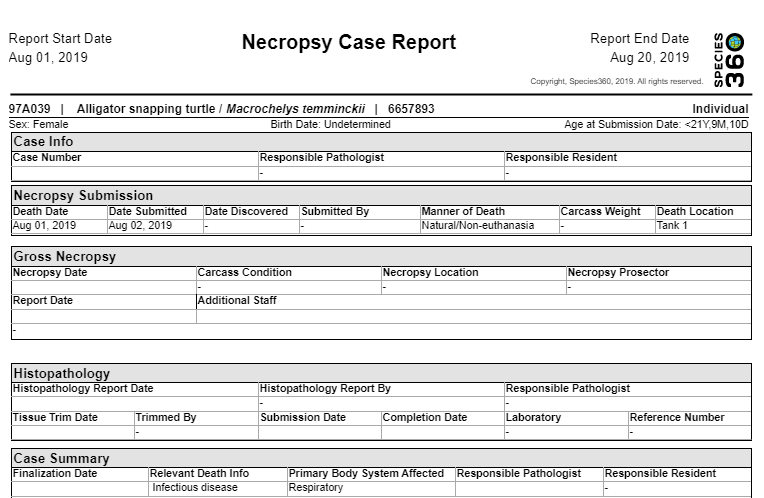 Report Start Date
Aug 01, 2019
Necropsy Case Report
Report End Date
Aug 20, 2019
SPECIES 360
Copyright, Species360, 2019. All rights reserved.
97A039 | Alligator snapping turtle / Macrochelys temminckii | 6657893 Individual
Sex: Female Birth Date: Undetermined Age at Submission Date: <21Y,9M,10D
Case Info
Case Number Responsible Pathologist Responsible Resident
- -
Necropsy Submission
Death Date Date Submitted Date Discovered Submitted By Manner of Death Carcass Weight Death Location
Aug 01, 2019 Aug 02, 2019 - - Natural/Non-euthanasia - Tank 1
Gross Necropsy
Necropsy Date Carcass Condition Necropsy Location Necropsy Prosector
- - -
Report Date Additional Staff
-
Histopathology
Histopathology Report Date Histopathology Report By Responsible Pathologist
- -
Tissue Trim Date Trimmed By Submission Date Completion Date Laboratory Reference Number
- - -
Case Summary
Finalization Date Relevant Death Info Primary Body System Affected Responsible Pathologist Responsible Resident
Infectious disease Respiratory -